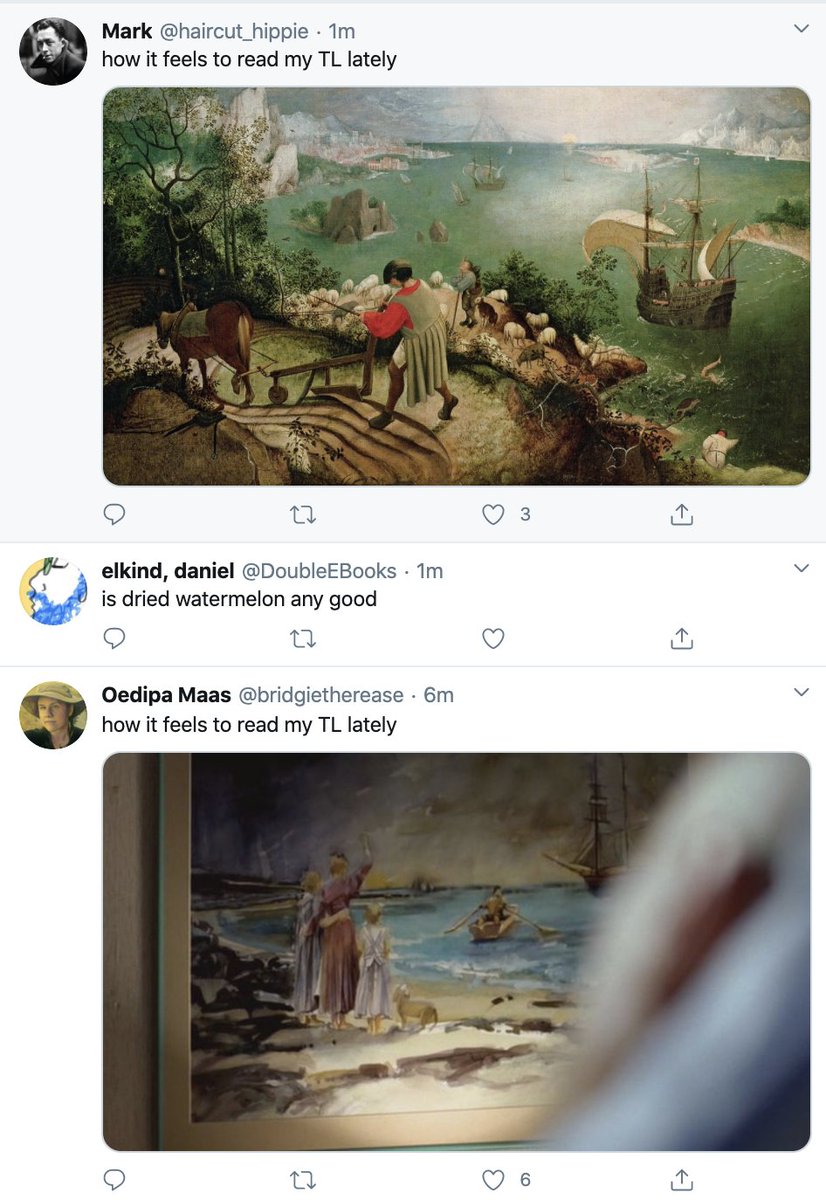 Mark @haircut_hippie · 1m
how it feels to read my TL lately
3
elkind, daniel @DoubleEBooks · 1m
is dried watermelon any good
Oedipa Maas @bridgietherease · 6m
how it feels to read my TL lately
6